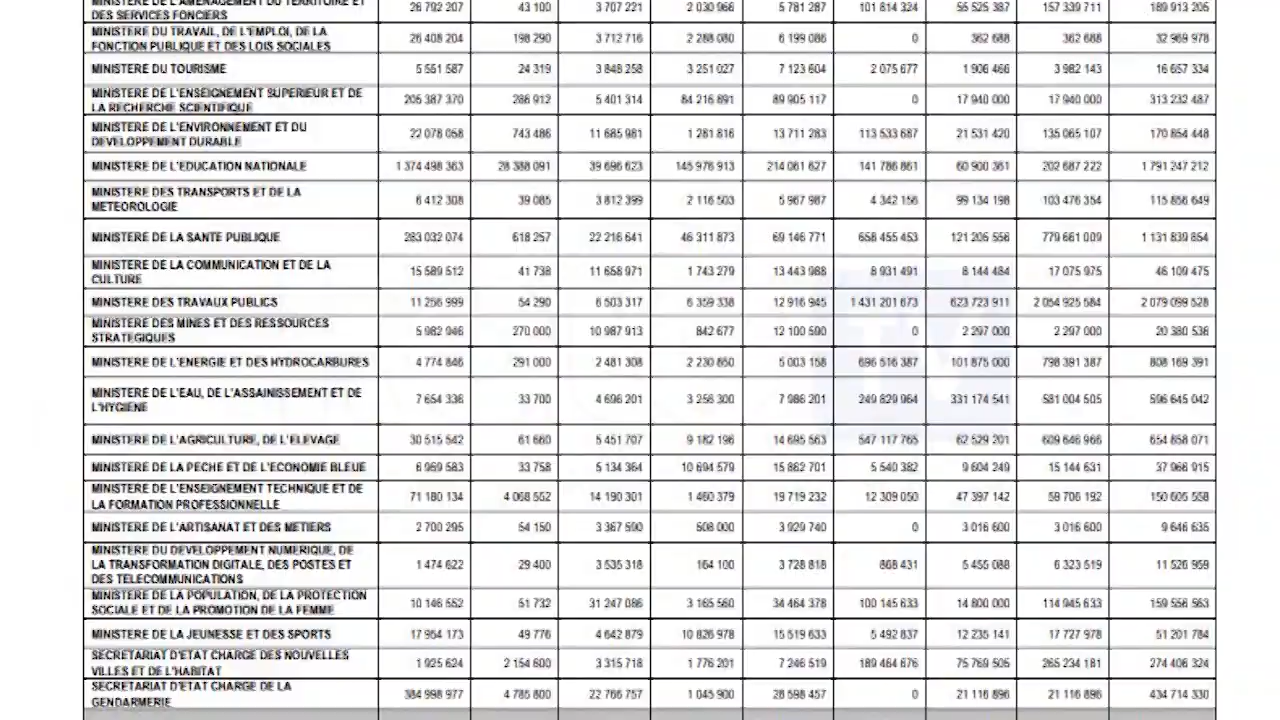 MINISTERE DE L'AMENAGEMENT DU TERRITOIRE ET
DES SERVICES FONCIERS 26 792 207 43 100 3 707 221 2 030 966 5 781 287 101 814 324 55 525 387 157 339 711 189 913 205
MINISTERE DU TRAVAIL, DE L'EMPLOI, DE LA
FONCTION PUBLIQUE ET DES LOIS SOCIALES 26 408 204 198 290 3 712 716 2 288 080 6 199 086 0 362 688 362 688 32 969 978
MINISTERE DU TOURISME 5 551 587 24 319 3 848 258 3 251 027 7 123 604 2 075 677 1 906 466 3 982 143 16 657 334
MINISTERE DE L'ENSEIGNEMENT SUPERIEUR ET DE
LA RECHERCHE SCIENTIFIQUE 205 387 370 286 912 5 401 314 84 216 891 89 905 117 0 17 940 000 17 940 000 313 232 487
MINISTERE DE L'ENVIRONNEMENT ET DU
DEVELOPPEMENT DURABLE 22 078 058 743 486 11 685 981 1 281 816 13 711 283 113 533 687 21 531 420 135 065 107 170 854 448
MINISTERE DE L'EDUCATION NATIONALE 1 374 498 363 28 388 091 39 696 623 145 976 913 214 061 627 141 786 861 60 900 361 202 687 222 1 791 247 212
MINISTERE DES TRANSPORTS ET DE LA
METEOROLOGIE 6 412 308 39 085 3 812 399 2 116 503 5 967 987 4 342 156 99 134 198 103 476 354 115 856 649
MINISTERE DE LA SANTE PUBLIQUE 283 032 074 618 257 22 216 641 46 311 873 69 146 771 658 455 453 121 205 556 779 661 009 1 131 839 854
MINISTERE DE LA COMMUNICATION ET DE LA
CULTURE 15 589 512 41 738 11 658 971 1 743 279 13 443 988 8 931 491 8 144 484 17 075 975 46 109 475
MINISTERE DES TRAVAUX PUBLICS 11 256 999 54 290 6 503 317 6 359 338 12 916 945 1 431 201 673 623 723 911 2 054 925 584 2 079 099 528
MINISTERE DES MINES ET DES RESSOURCES
STRATEGIQUES 5 982 946 270 000 10 987 913 842 677 12 100 590 0 2 297 000 2 297 000 20 380 536
MINISTERE DE L'ENERGIE ET DES HYDROCARBURES 4 774 846 291 000 2 481 308 2 230 850 5 003 158 696 516 387 101 875 000 798 391 387 808 169 391
MINISTERE DE L'EAU, DE L'ASSAINISSEMENT ET DE
L'HYGIENE 7 654 336 33 700 4 696 201 3 256 300 7 986 201 249 829 964 331 174 541 581 004 505 596 645 042
MINISTERE DE L'AGRICULTURE, DE L'ELEVAGE 30 515 542 61 660 5 451 707 9 182 196 14 695 563 547 117 765 62 529 201 609 646 966 654 858 071
MINISTERE DE LA PECHE ET DE L'ECONOMIE BLEUE 6 959 583 33 758 5 134 364 10 694 579 15 862 701 5 540 382 9 604 249 15 144 631 37 966 915
MINISTERE DE L'ENSEIGNEMENT TECHNIQUE ET DE
LA FORMATION PROFESSIONNELLE 71 180 134 4 068 552 14 190 301 1 460 379 19 719 232 12 309 050 47 397 142 59 706 192 150 605 558
MINISTERE DE L'ARTISANAT ET DES METIERS 2 700 295 54 150 3 367 590 508 000 3 929 740 0 3 016 600 3 016 600 9 646 635
MINISTERE DU DEVELOPPEMENT NUMERIQUE, DE
LA TRANSFORMATION DIGITALE, DES POSTES ET
DES TELECOMMUNICATIONS 1 474 622 29 400 3 535 318 164 100 3 728 818 868 431 5 455 088 6 323 519 11 526 959
MINISTERE DE LA POPULATION, DE LA PROTECTION
SOCIALE ET DE LA PROMOTION DE LA FEMME 10 146 552 51 732 31 247 086 3 165 560 34 464 378 100 145 633 14 800 000 114 945 633 159 556 563
MINISTERE DE LA JEUNESSE ET DES SPORTS 17 954 173 49 776 4 642 879 10 826 978 15 519 633 5 492 837 12 235 141 17 727 978 51 201 784
SECRETARIAT D'ETAT CHARGE DES NOUVELLES
VILLES ET DE L'HABITAT 1 925 624 2 154 600 3 315 718 1 776 201 7 246 519 189 464 676 75 769 505 265 234 181 274 406 324
SECRETARIAT D'ETAT CHARGE DE LA
GENDARMERIE 384 998 977 4 785 800 22 766 757 1 045 900 28 598 457 0 21 116 896 21 116 896 434 714 330